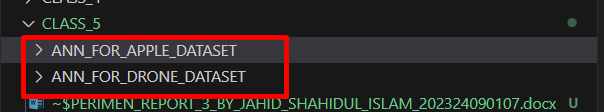 CLASS_5
ANN_FOR_APPLE_DATASET
ANN_FOR_DRONE_DATASET
~$PERIMEN_REPORT_3_BY_JAHID_SHAHIDUL_ISLAM_202324090107.docx U